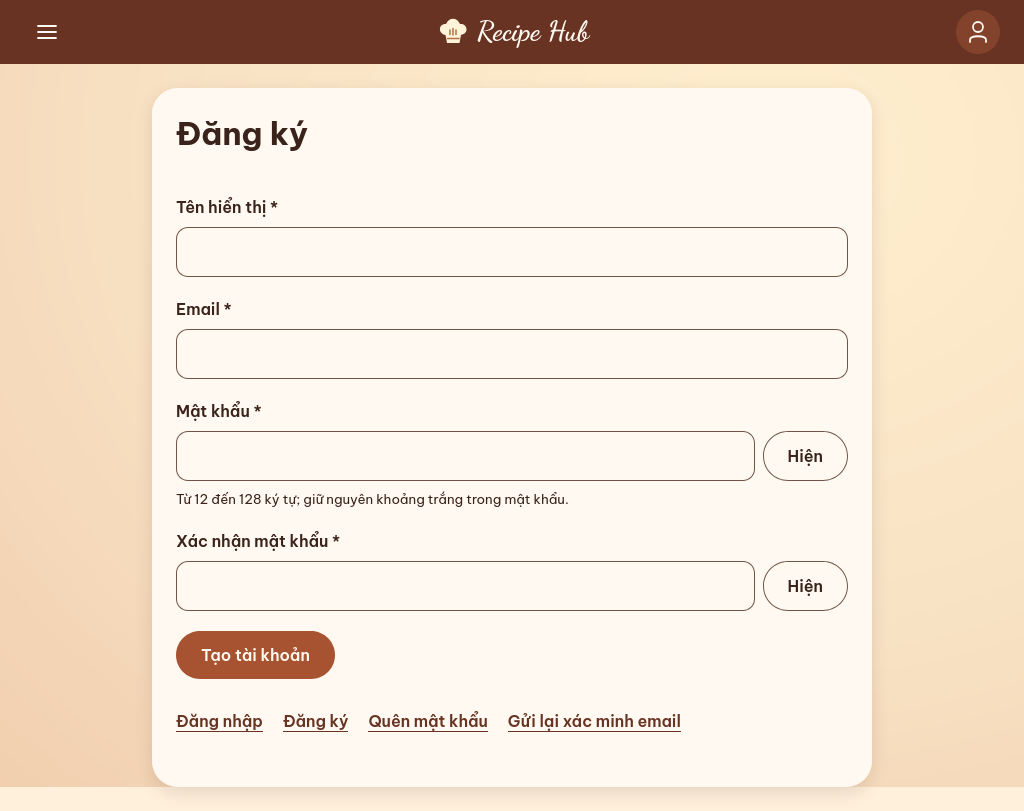 Recipe Hub
Đăng ký
Tên hiển thị *
Email *
Mật khẩu *
Hiện
Từ 12 đến 128 ký tự; giữ nguyên khoảng trắng trong mật khẩu.
Xác nhận mật khẩu *
Hiện
Tạo tài khoản
Đăng nhập Đăng ký Quên mật khẩu Gửi lại xác minh email